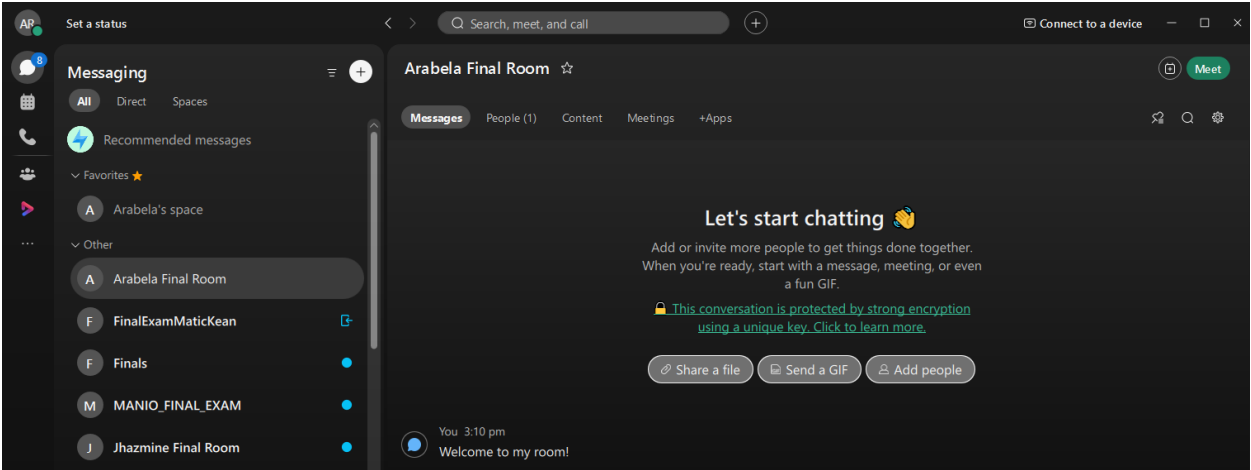 AR
Set a status
Search, meet, and call
Connect to a device
8
Messaging
All Direct Spaces
Recommended messages
Favorites
A Arabela's space
Other
A Arabela Final Room
F FinalExamMaticKean
F Finals
M MANIO_FINAL_EXAM
J Jhazmine Final Room
Arabela Final Room
Meet
Messages People (1) Content Meetings +Apps
Let's start chatting 👋
Add or invite more people to get things done together.
When you're ready, start with a message, meeting, or even
a fun GIF.
This conversation is protected by strong encryption
using a unique key. Click to learn more.
Share a file Send a GIF Add people
You 3:10 pm
Welcome to my room!